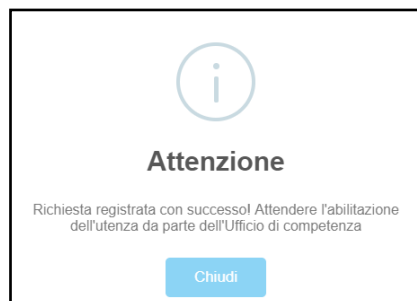 Attenzione
Richiesta registrata con successo! Attendere l'abilitazione
dell'utenza da parte dell'Ufficio di competenza
Chiudi